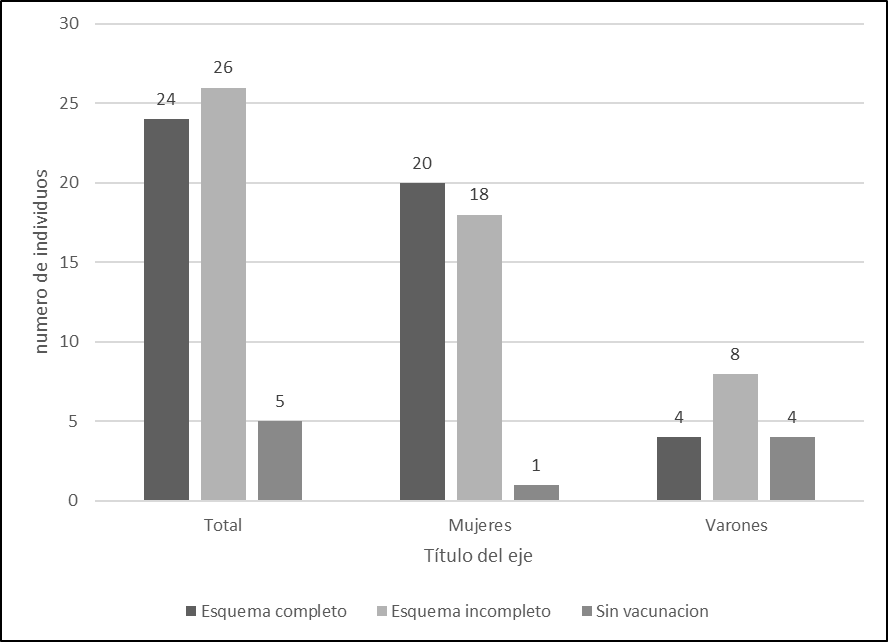 30
25
20
15
10
5
0
numero de individuos
24
26
5
20
18
1
4
8
4
Total
Mujeres
Varones
Título del eje
Esquema completo
Esquema incompleto
Sin vacunacion